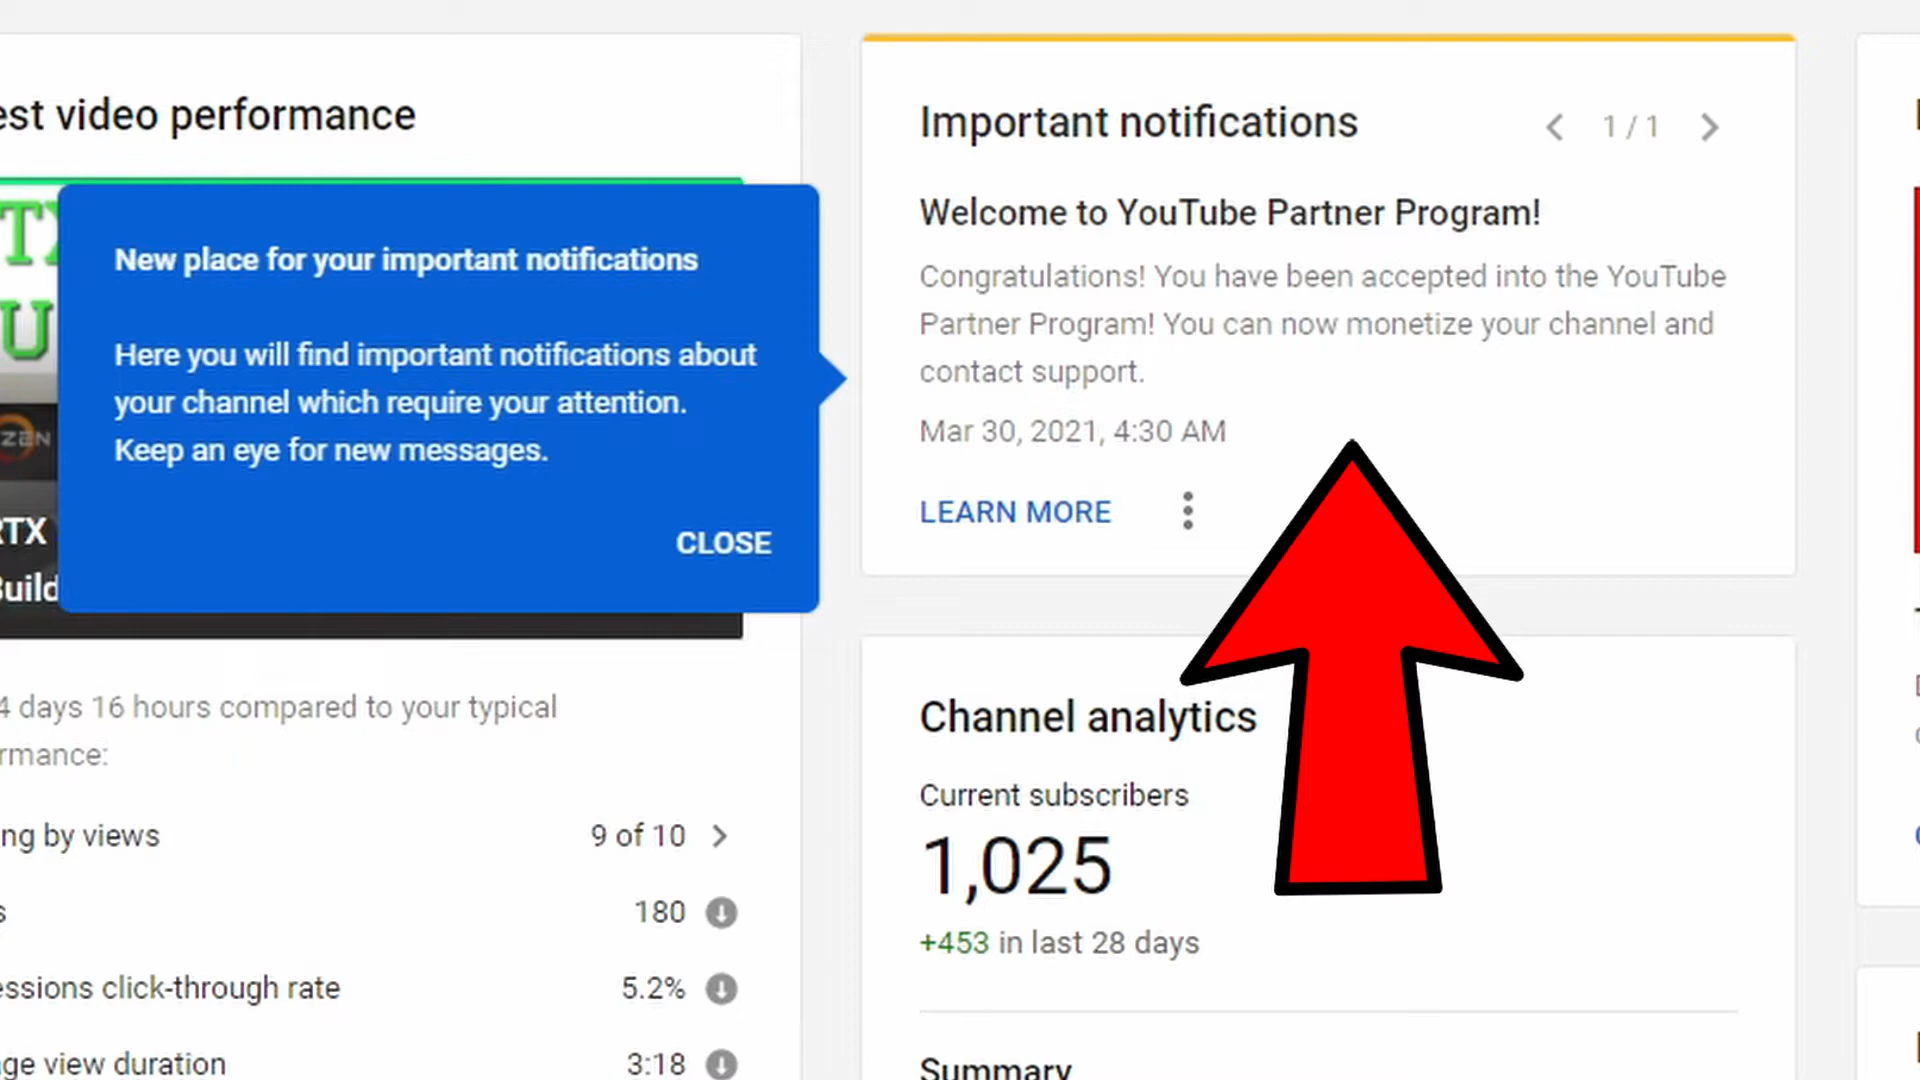 est video performance
TX
U
ZEN
RTX
Build
New place for your important notifications
Here you will find important notifications about
your channel which require your attention.
Keep an eye for new messages.
CLOSE
4 days 16 hours compared to your typical
rmance:
ng by views 9 of 10
s 180
essions click-through rate 5.2%
ge view duration 3:18
Important notifications 1 / 1
Welcome to YouTube Partner Program!
Congratulations! You have been accepted into the YouTube
Partner Program! You can now monetize your channel and
contact support.
Mar 30, 2021, 4:30 AM
LEARN MORE
Channel analytics
Current subscribers
1,025
+453 in last 28 days
Summary